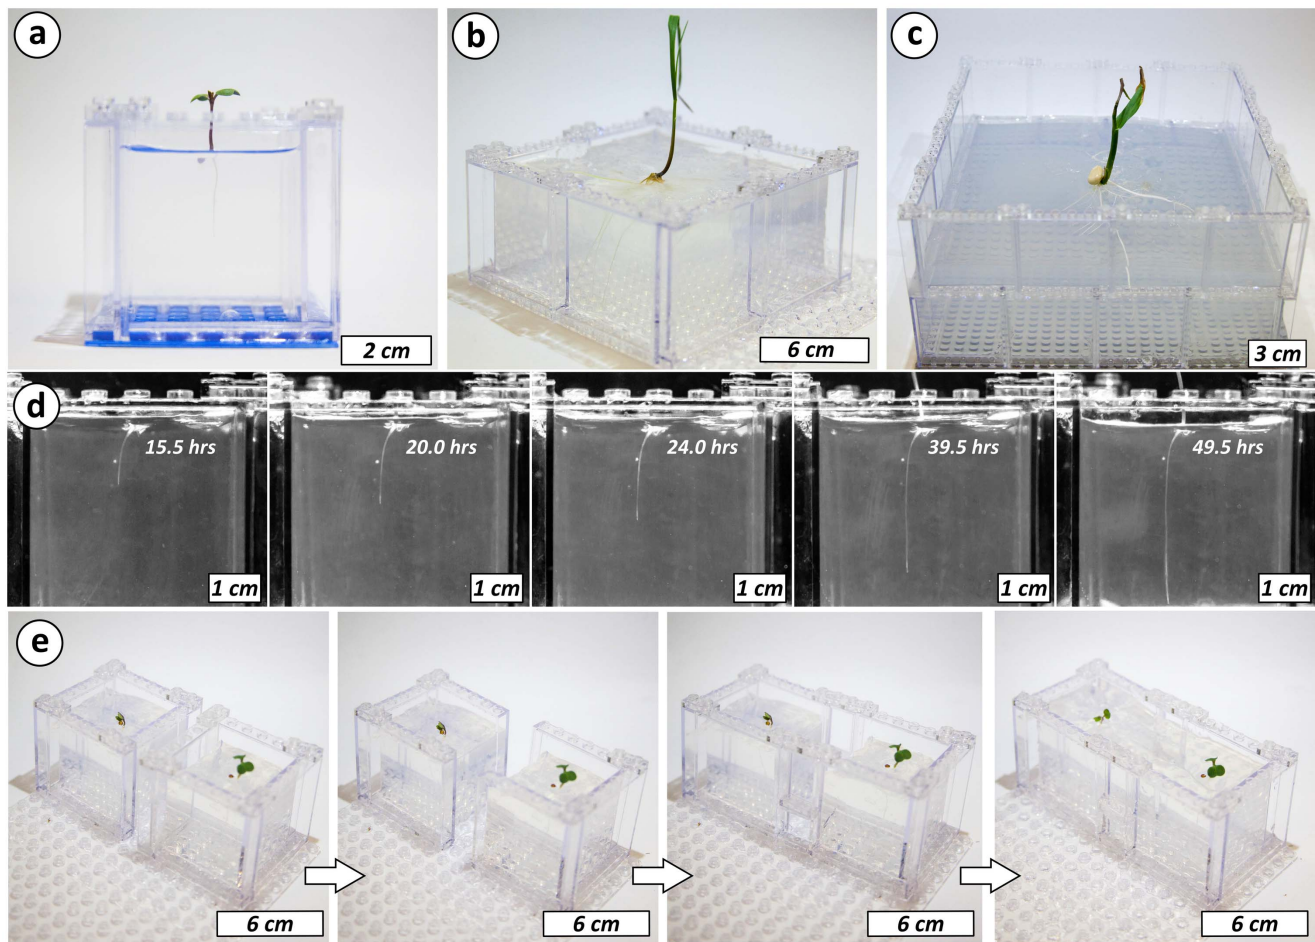 a
b
c
2 cm
6 cm
3 cm
d
15.5 hrs
20.0 hrs
24.0 hrs
39.5 hrs
49.5 hrs
1 cm
1 cm
1 cm
1 cm
1 cm
e
6 cm
6 cm
6 cm
6 cm